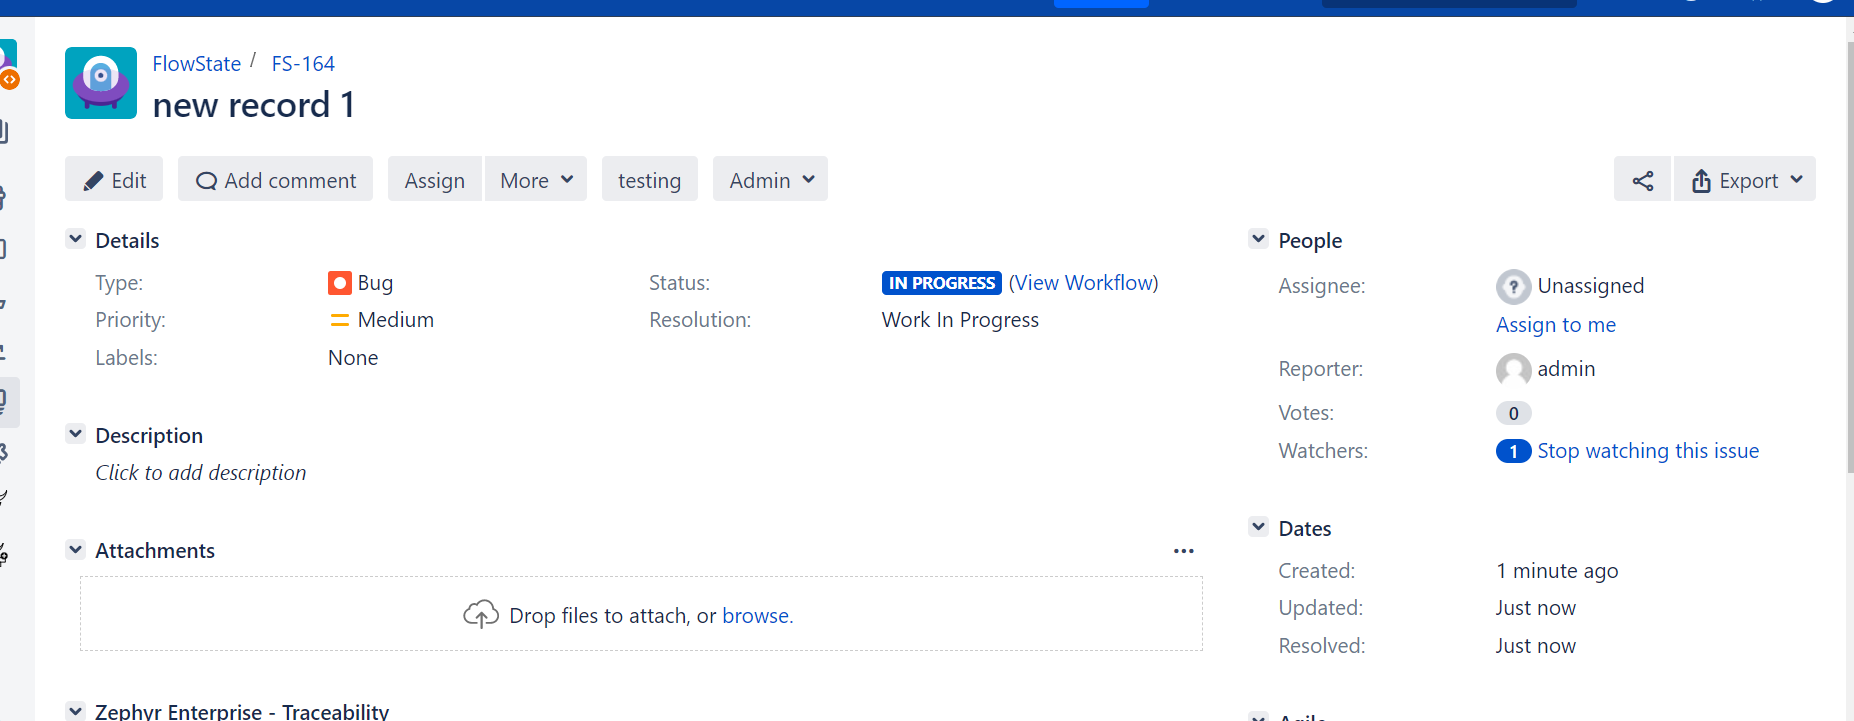 FlowState / FS-164
new record 1
Edit Add comment Assign More testing Admin Export
Details
Type: Bug Status: IN PROGRESS (View Workflow)
Priority: Medium Resolution: Work In Progress
Labels: None
Description
Click to add description
Attachments
Drop files to attach, or browse.
Zephyr Enterprise - Traceability
People
Assignee: ? Unassigned
Assign to me
Reporter: admin
Votes: 0
Watchers: 1 Stop watching this issue
Dates
Created: 1 minute ago
Updated: Just now
Resolved: Just now
Agile